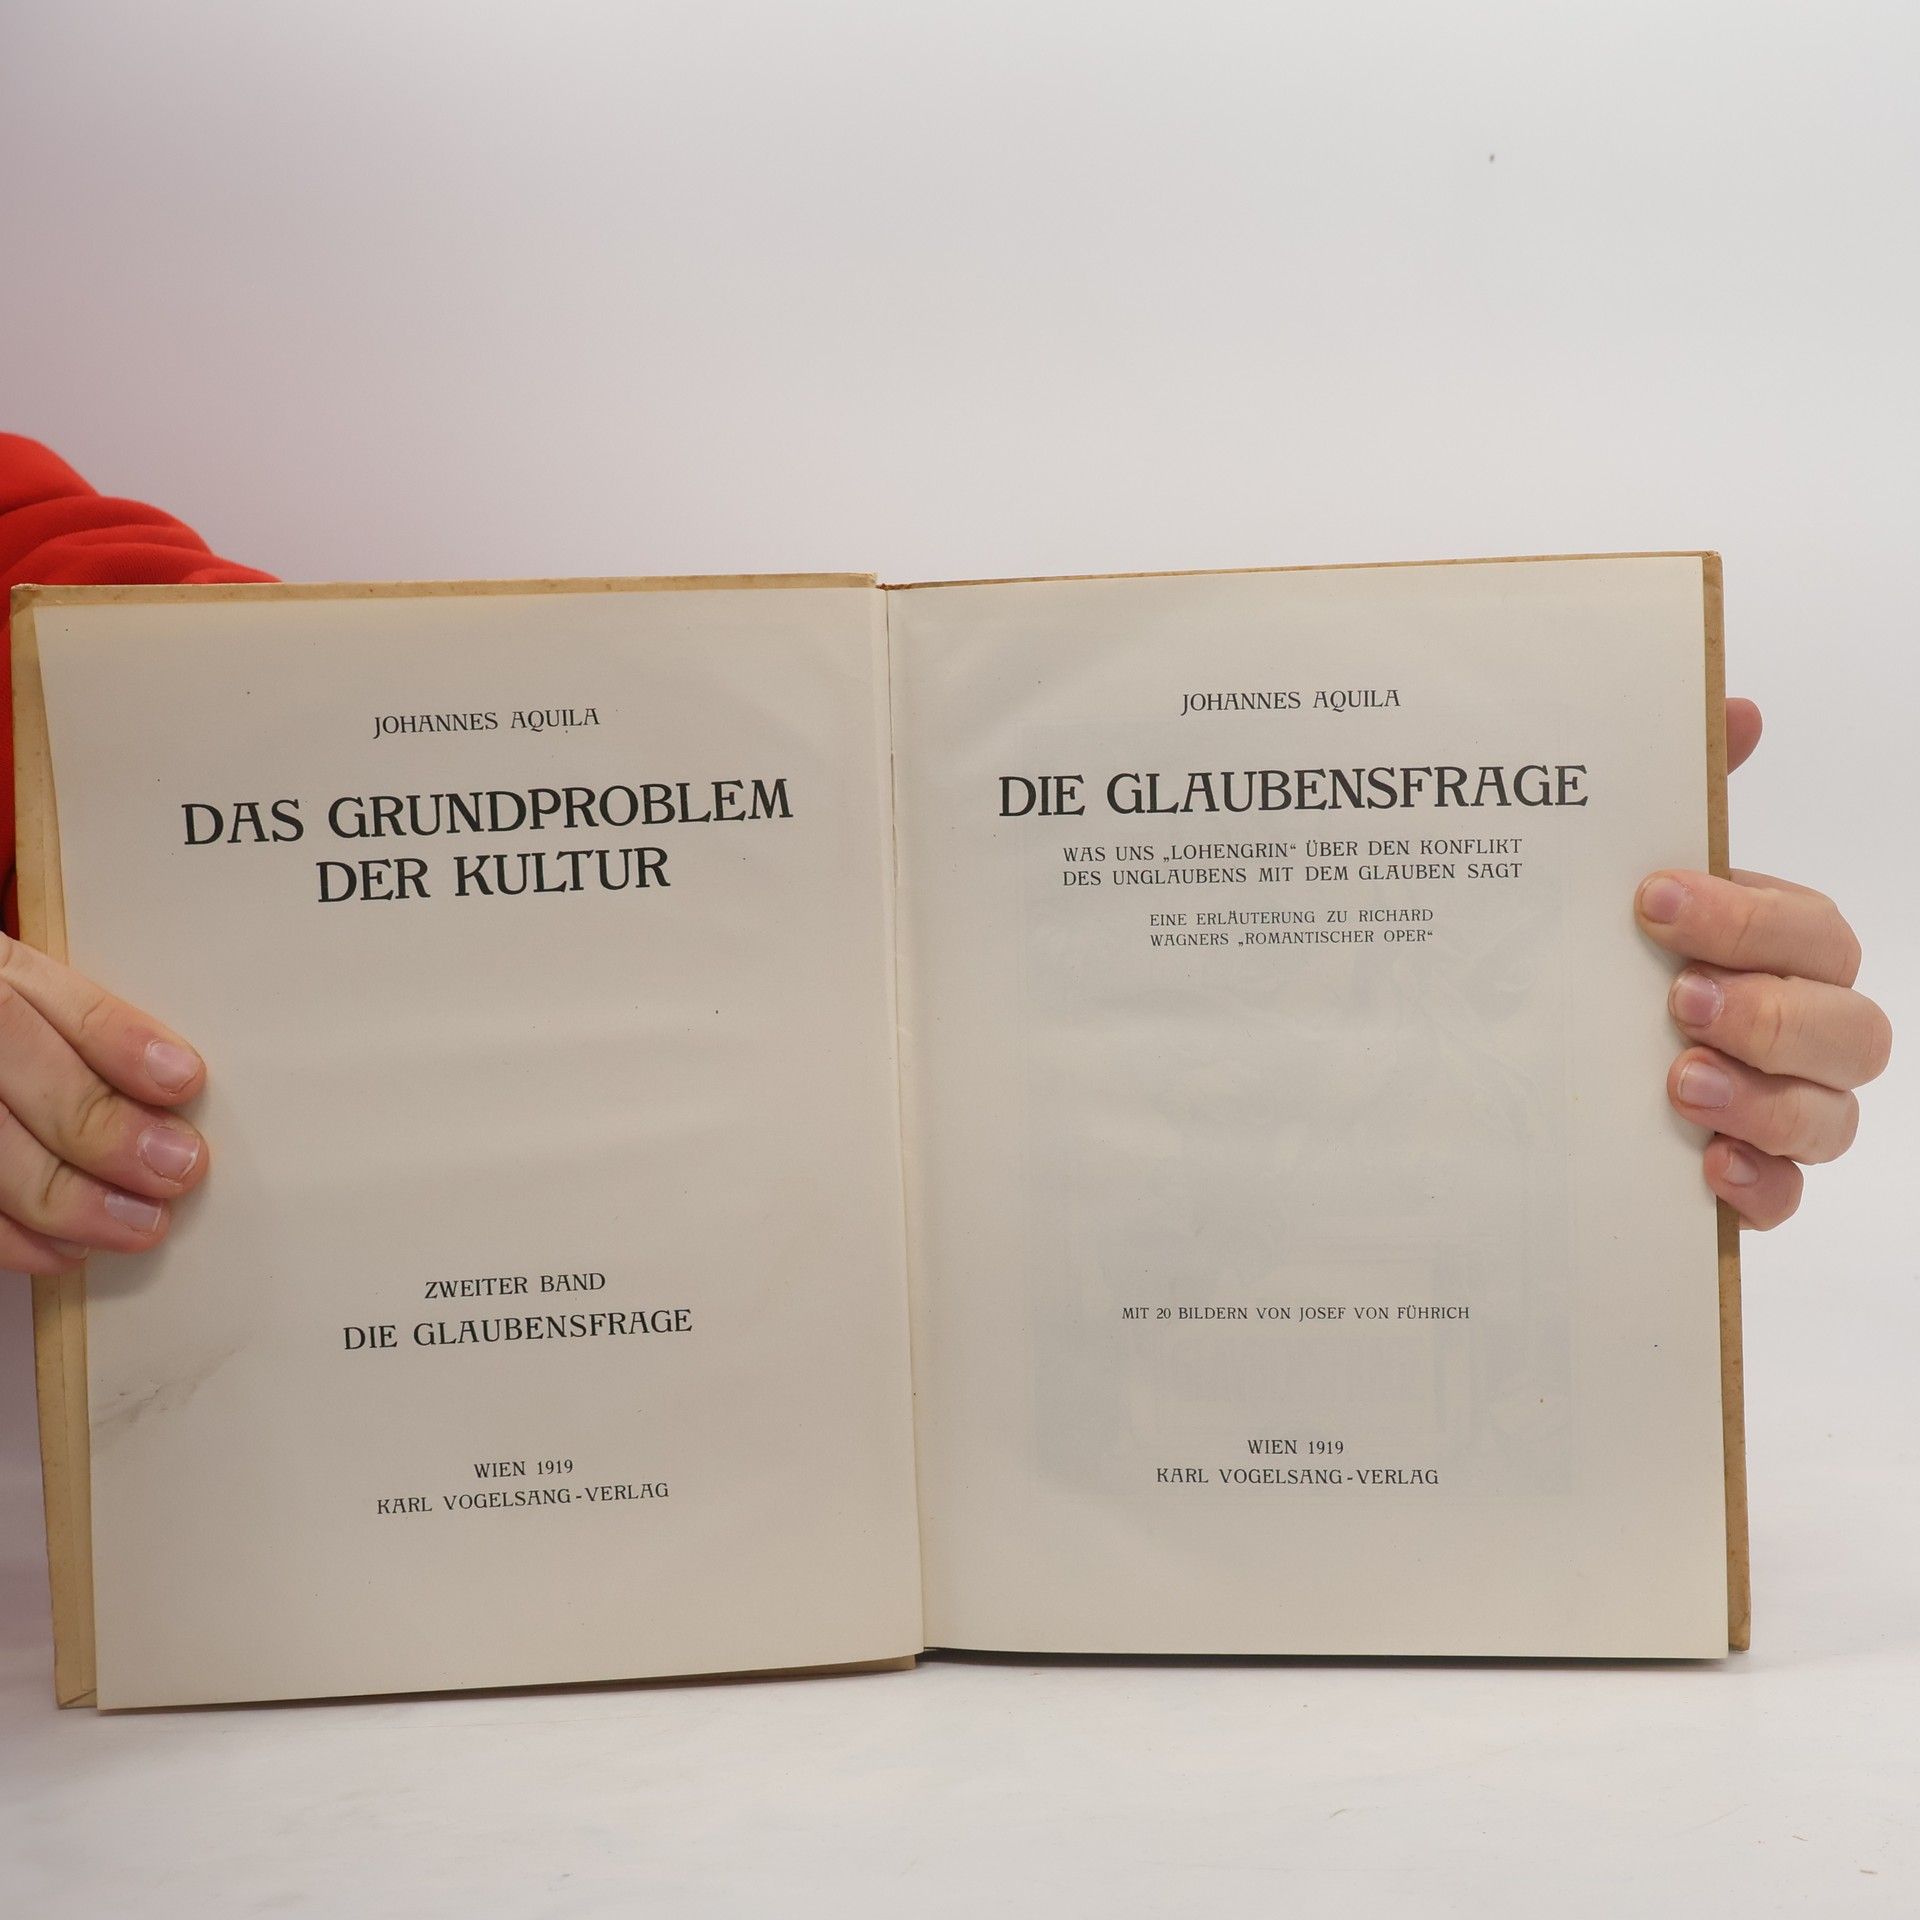 JOHANNES AQUILA
DAS GRUNDPROBLEM
DER KULTUR
ZWEITER BAND
DIE GLAUBENSFRAGE
WIEN 1919
KARL VOGELSANG-VERLAG
JOHANNES AQUILA
DIE GLAUBENSFRAGE
WAS UNS „LOHENGRIN“ ÜBER DEN KONFLIKT
DES UNGLAUBENS MIT DEM GLAUBEN SAGT
EINE ERLÄUTERUNG ZU RICHARD
WAGNERS „ROMANTISCHER OPER“
MIT 20 BILDERN VON JOSEF VON FÜHRICH
WIEN 1919
KARL VOGELSANG-VERLAG